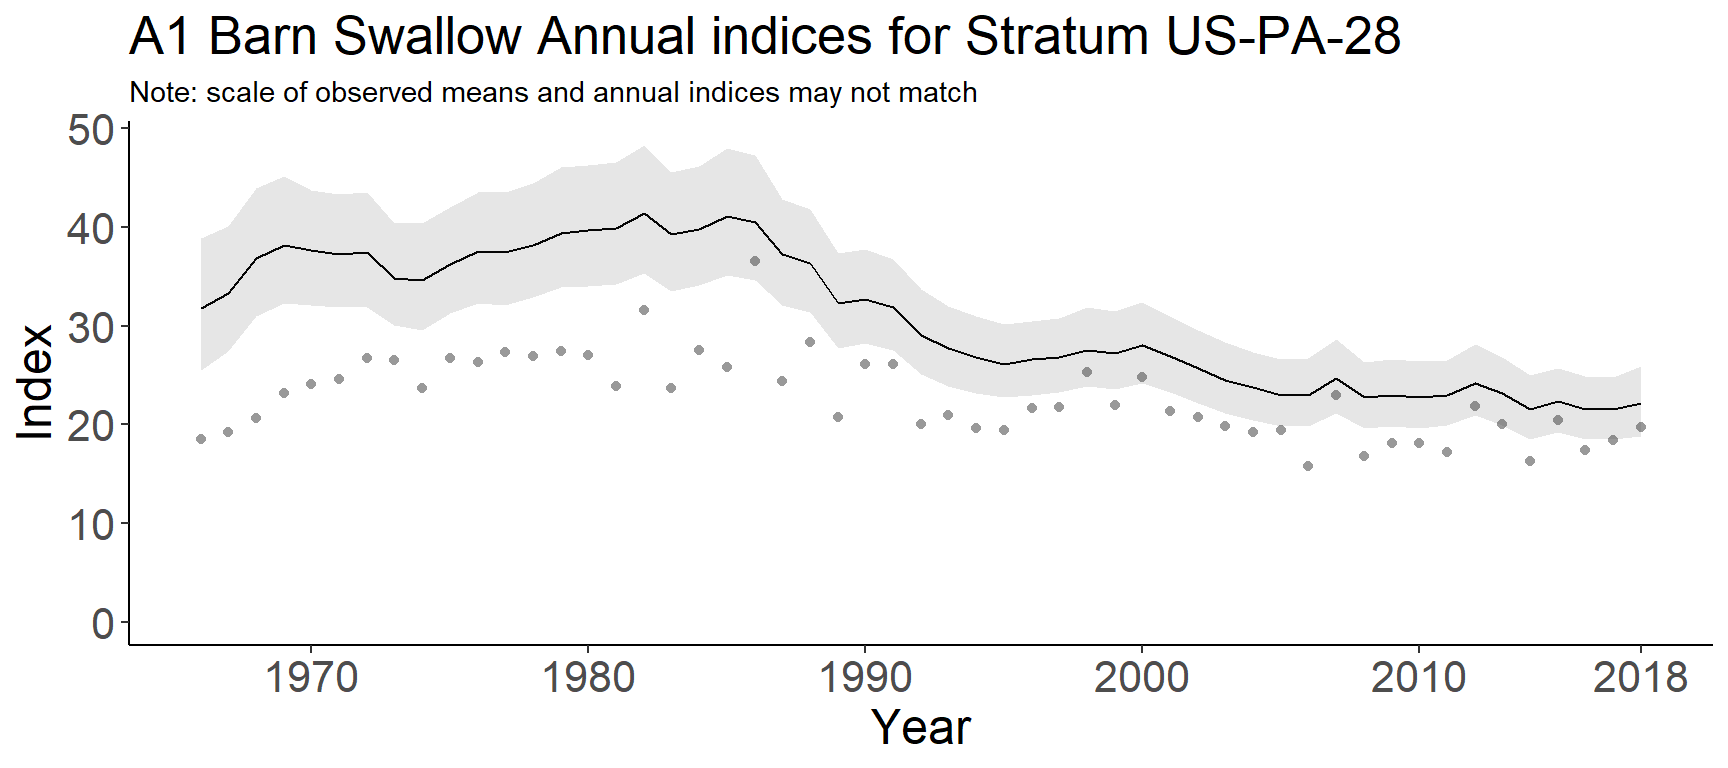 A1 Barn Swallow Annual indices for Stratum US-PA-28
Note: scale of observed means and annual indices may not match
50
40
30
20
10
0
Index
1970 1980 1990 2000 2010 2018
Year